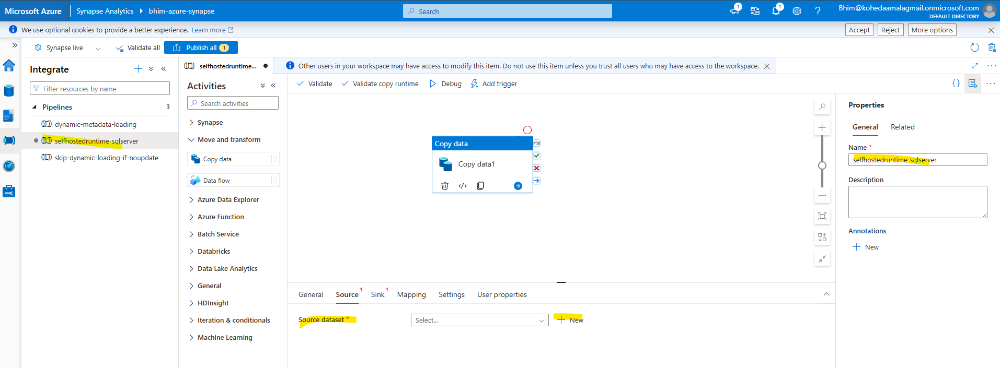 Microsoft Azure
Synapse Analytics
bhim-azure-synapse
Search
1
1
Bhim@kohedaamalagmail.onmicrosoft.com
DEFAULT DIRECTORY
We use optional cookies to provide a better experience. Learn more
Accept
Reject
More options
Synapse live
Validate all
Publish all 1
Integrate
selfhostedruntime...
Other users in your workspace may have access to modify this item. Do not use this item unless you trust all users who may have access to the workspace.
Filter resources by name
Pipelines 3
dynamic-metadata-loading
selfhostedruntime-sqlserver
skip-dynamic-loading-if-noupdate
Activities
Search activities
Synapse
Move and transform
Copy data
Data flow
Azure Data Explorer
Azure Function
Batch Service
Databricks
Data Lake Analytics
General
HDInsight
Iteration & conditionals
Machine Learning
Validate
Validate copy runtime
Debug
Add trigger
{}
Copy data
Copy data1
General
Source 1
Sink 1
Mapping
Settings
User properties
Source dataset *
Select...
New
Properties
General
Related
Name *
selfhostedruntime-sqlserver
Description
Annotations
New